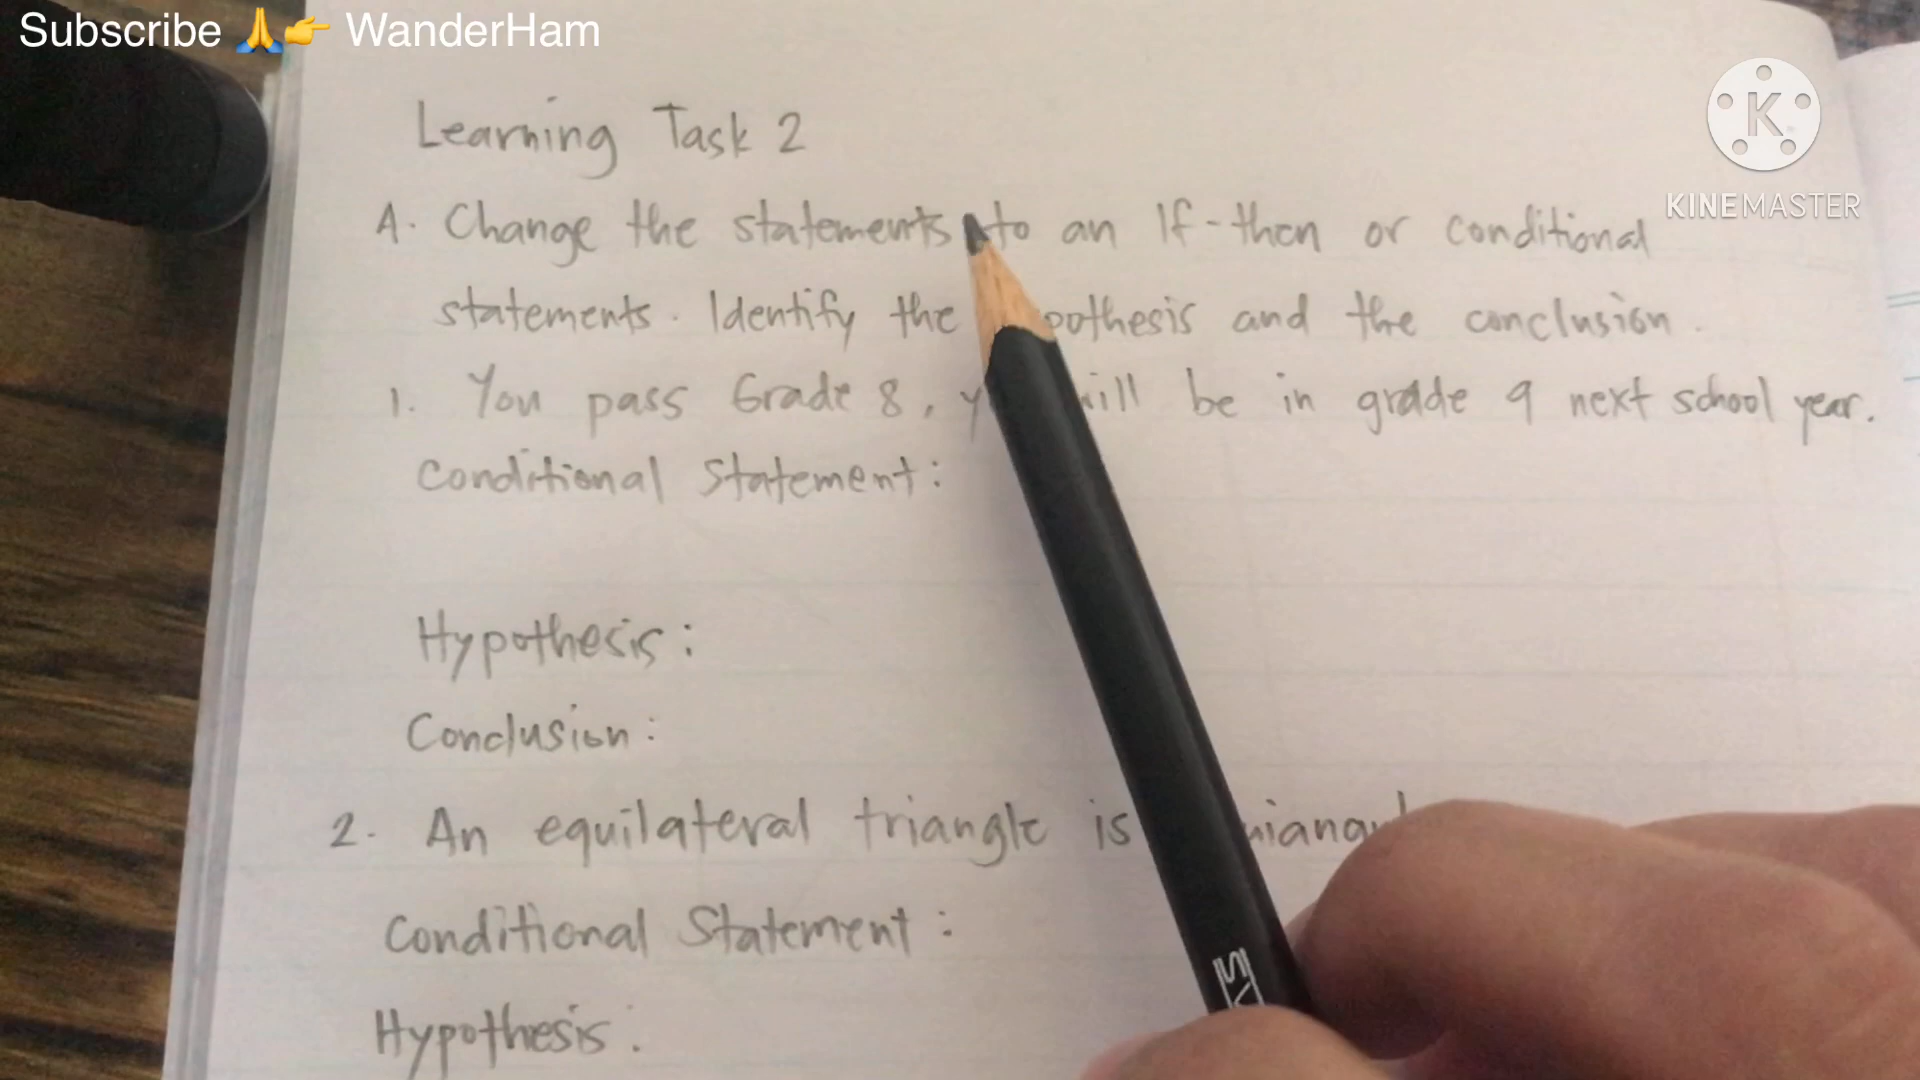 Subscribe 🙏👉 WanderHam
KINEMASTER
Learning Task 2
A. Change the statements to an If-then or conditional
statements. Identify the and the conclusion.
1. You pass Grade 8, will be in grade 9 next school year.
Conditional Statement:
Hypothesis:
Conclusion:
2. An equilateral triangle is
Conditional Statement:
Hypothesis: